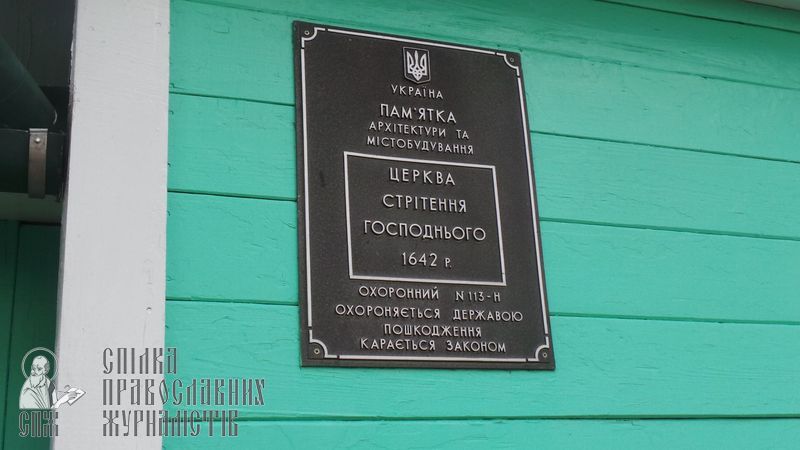 УКРАЇНА
ПАМ'ЯТКА
АРХІТЕКТУРИ ТА
МІСТОБУДУВАННЯ
ЦЕРКВА
СТРІТЕННЯ
ГОСПОДНЬОГО
1642 р.
ОХОРОННИЙ N 113-Н
ОХОРОНЯЄТЬСЯ ДЕРЖАВОЮ
ПОШКОДЖЕННЯ
КАРАЄТЬСЯ ЗАКОНОМ
СПІЛКА
ПРАВОСЛАВНИХ
ЖУРНАЛІСТІВ
СПЖ